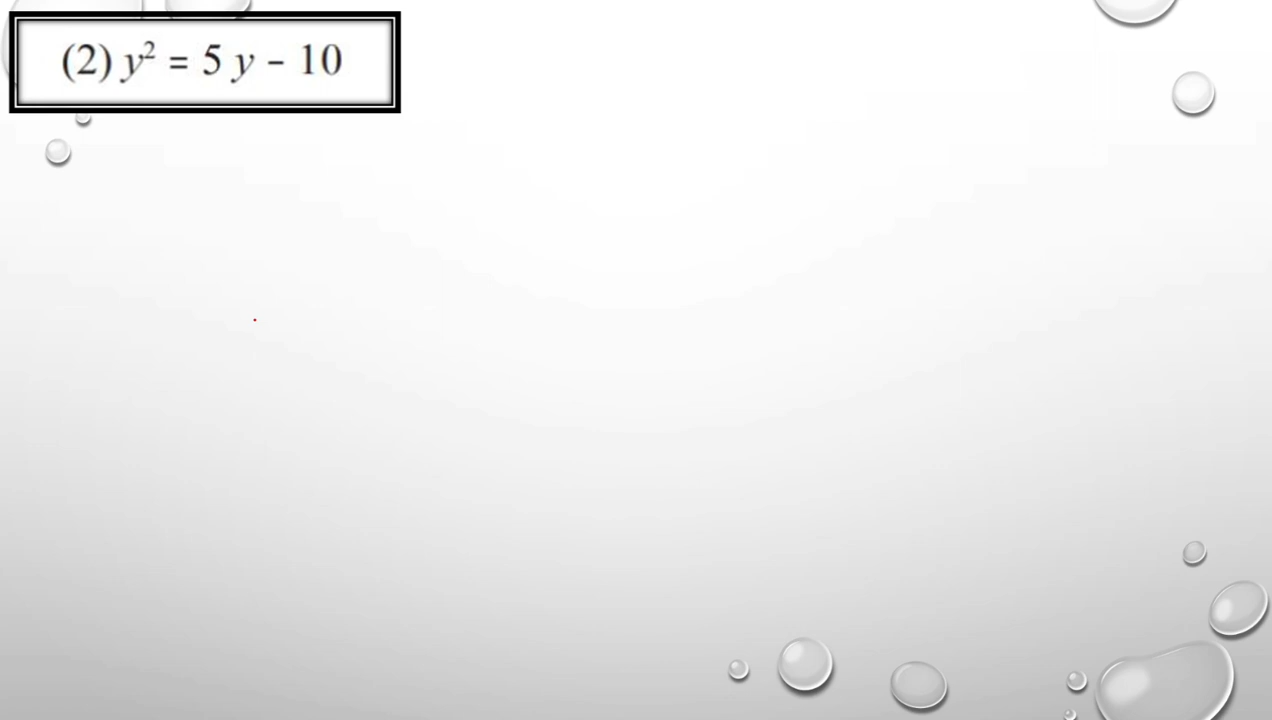 (2) y² = 5 y − 10